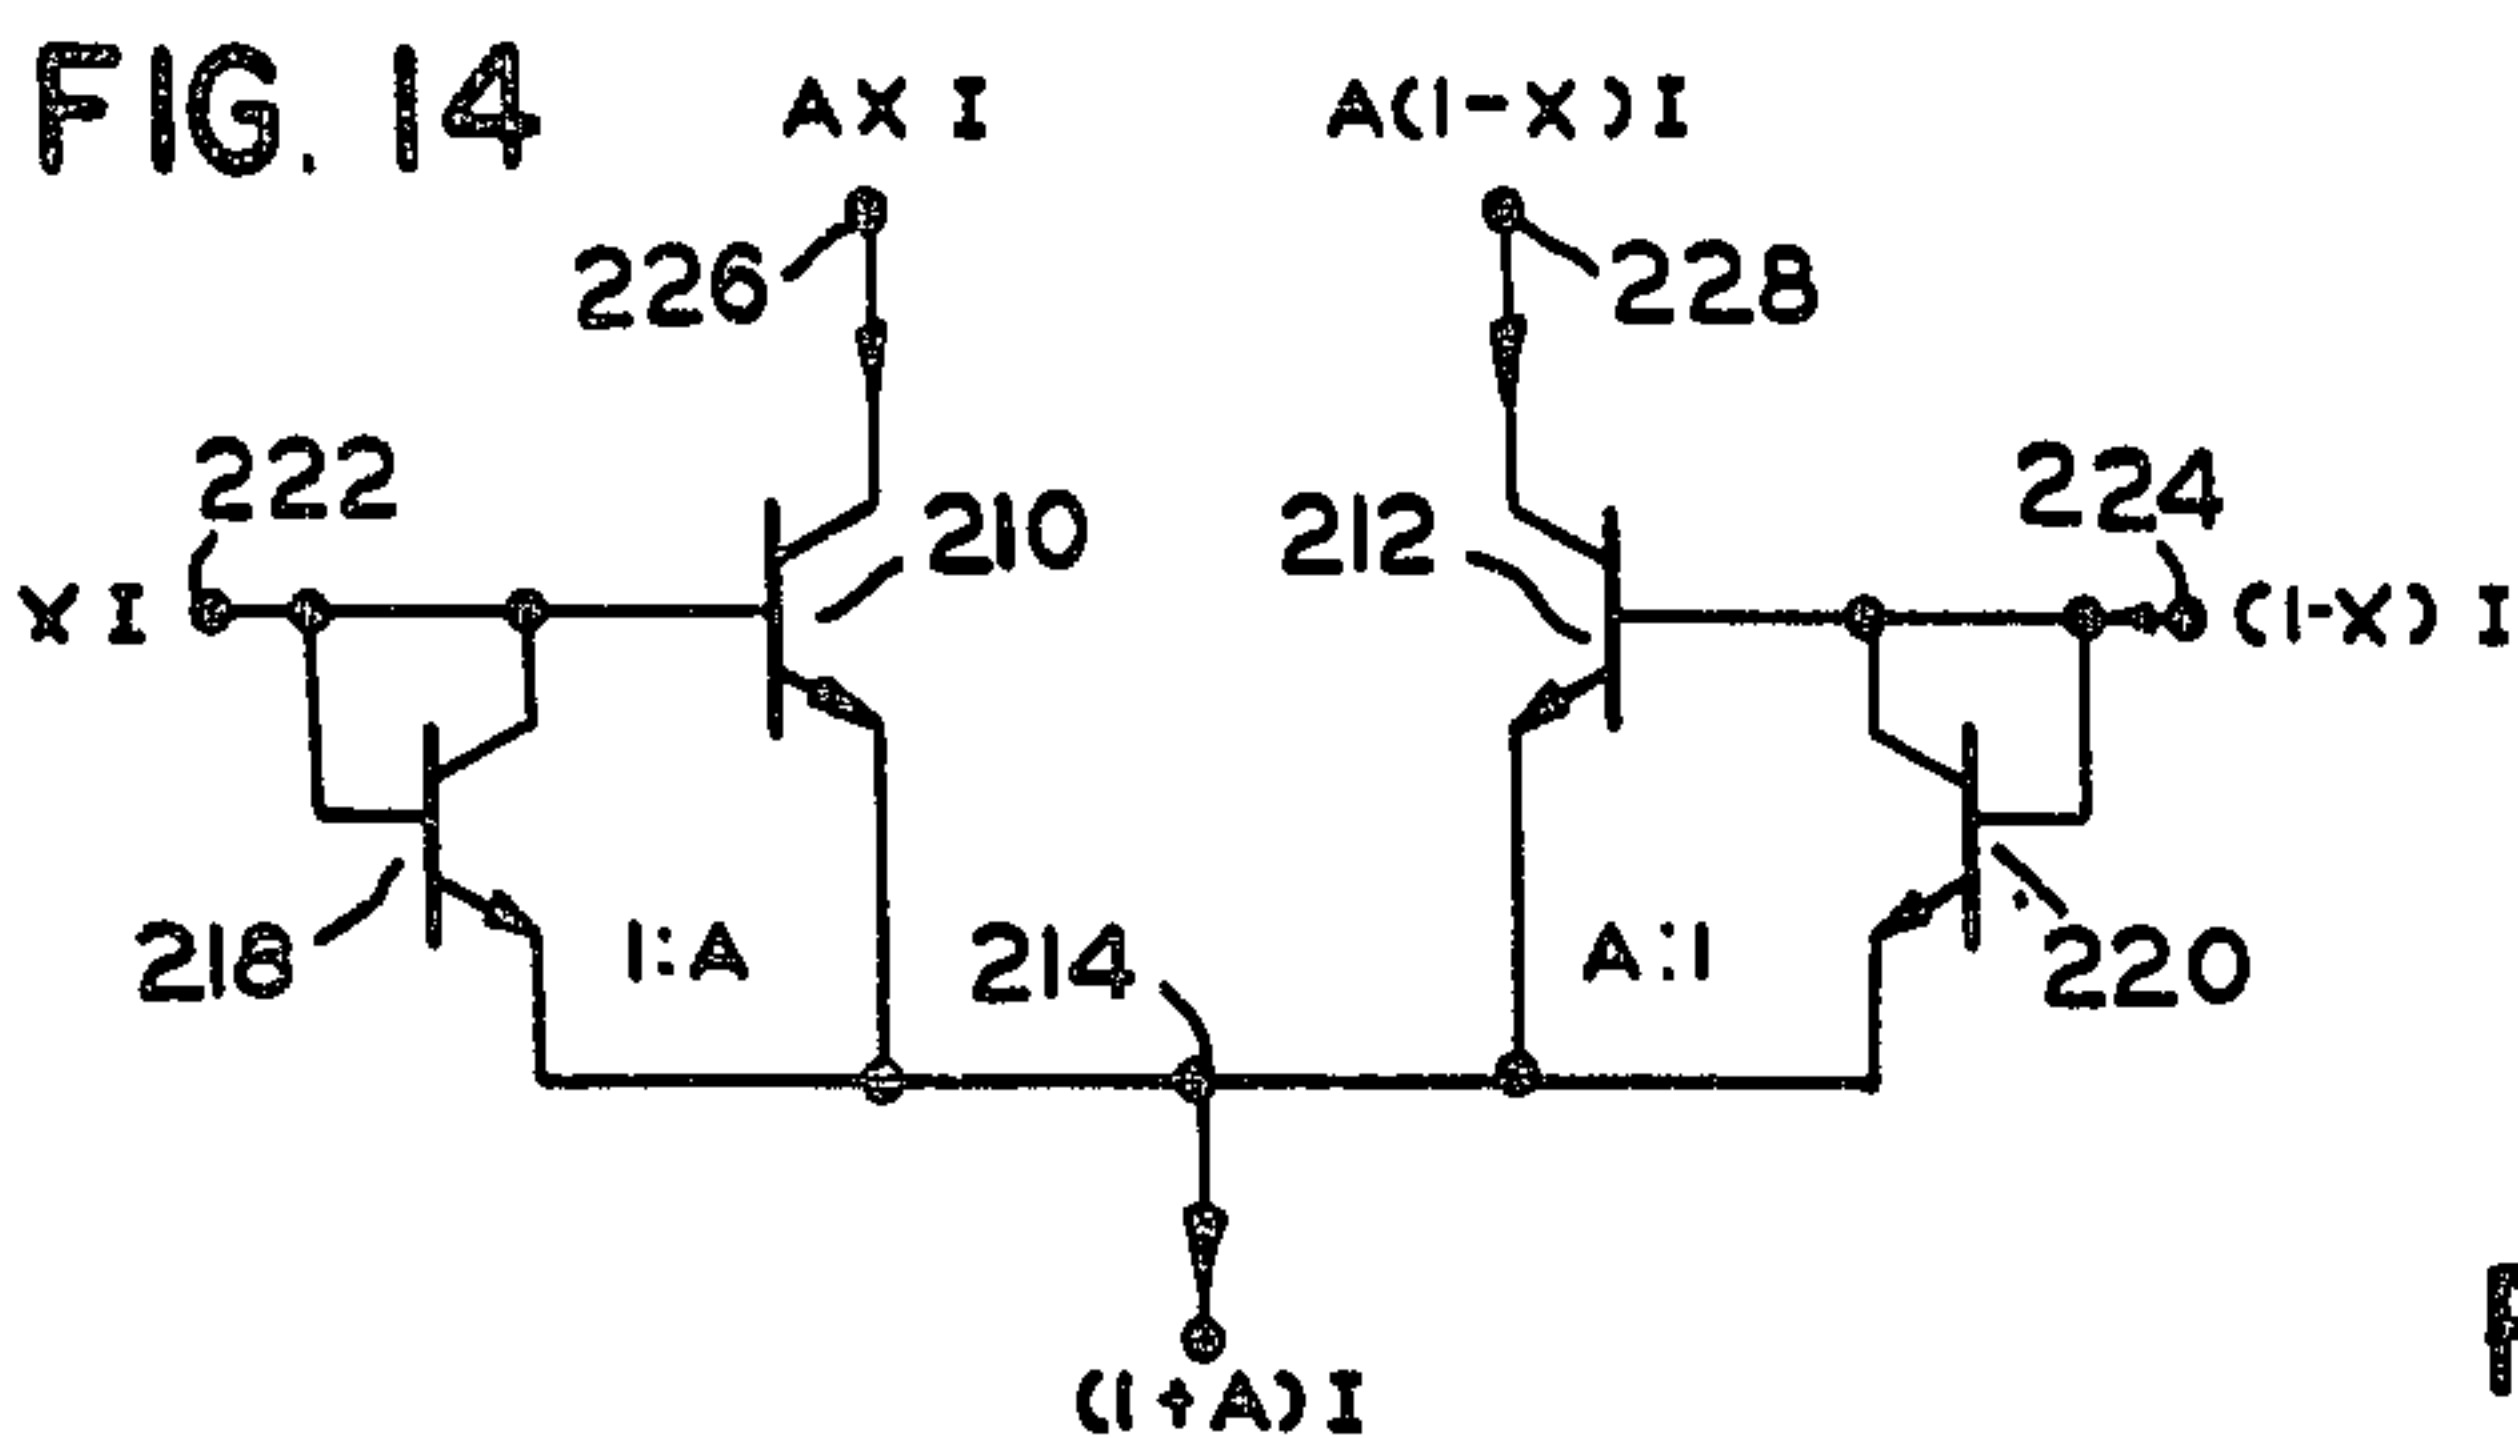 FIG. 14
AX I
A(1-X)I
226
228
222
210
212
224
X I
(1-X) I
218
1:A
214
A:1
220
(1+A)I